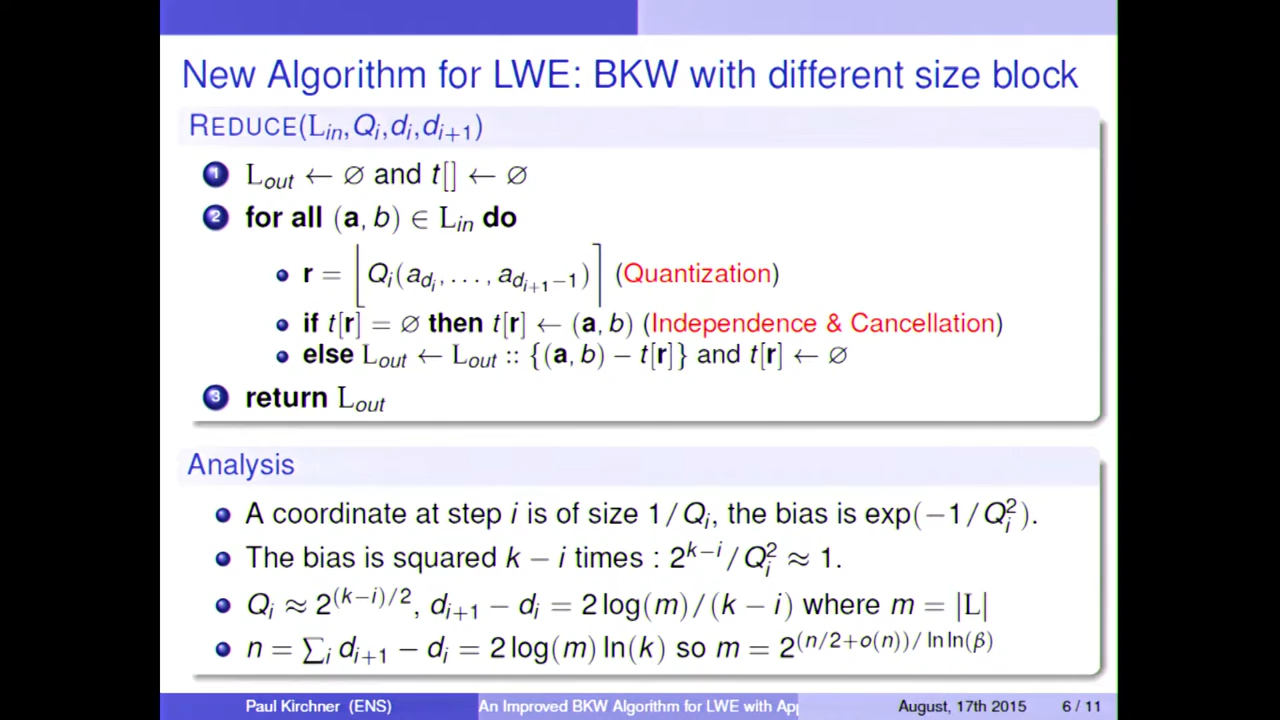 New Algorithm for LWE: BKW with different size block
REDUCE(L_in, Q_i, d_i, d_{i+1})
1 L_out ← ∅ and t[] ← ∅
2 for all (a, b) ∈ L_in do
• r = ⌊Q_i(a_{d_i}, . . . , a_{d_{i+1}−1})⌉ (Quantization)
• if t[r] = ∅ then t[r] ← (a, b) (Independence & Cancellation)
• else L_out ← L_out :: {(a, b) − t[r]} and t[r] ← ∅
3 return L_out
Analysis
• A coordinate at step i is of size 1/Q_i, the bias is exp(−1/Q_i^2).
• The bias is squared k − i times : 2^{k−i}/Q_i^2 ≈ 1.
• Q_i ≈ 2^{(k−i)/2}, d_{i+1} − d_i = 2 log(m)/(k − i) where m = |L|
• n = ∑_i d_{i+1} − d_i = 2 log(m) ln(k) so m = 2^{(n/2+o(n))/ ln ln(β)}
Paul Kirchner (ENS) An Improved BKW Algorithm for LWE with App August, 17th 2015 6 / 11